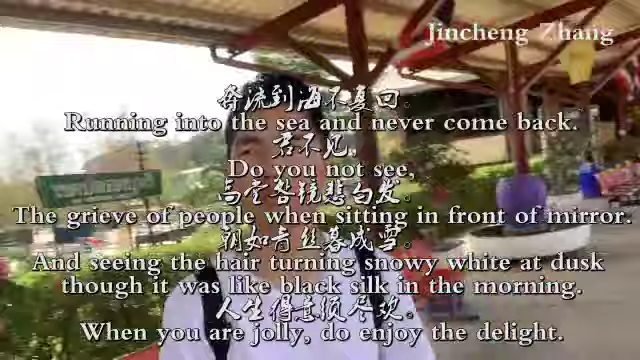 Jincheng Zhang
奔流到海不复回。
Running into the sea and never come back.
君不见,
Do you not see,
高堂明镜悲白发。
The grieve of people when sitting in front of mirror.
朝如青丝暮成雪。
And seeing the hair turning snowy white at dusk
though it was like black silk in the morning.
人生得意须尽欢。
When you are jolly, do enjoy the delight.